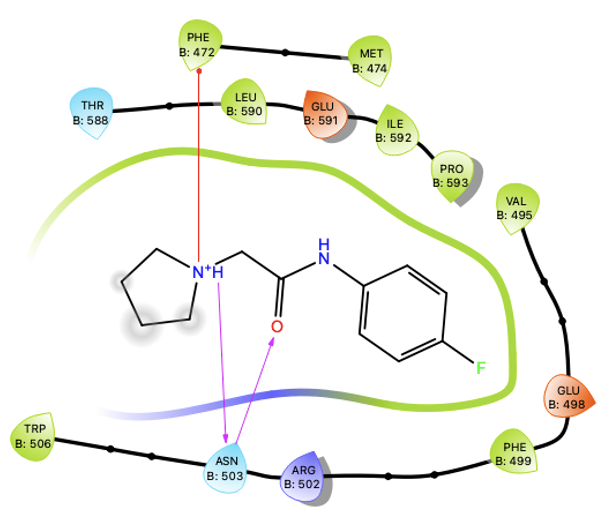 PHE
B: 472
MET
B: 474
THR
B: 588
LEU
B: 590
GLU
B: 591
ILE
B: 592
PRO
B: 593
VAL
B: 495
H
N
N⁺H
O
F
GLU
B: 498
TRP
B: 506
ASN
B: 503
ARG
B: 502
PHE
B: 499